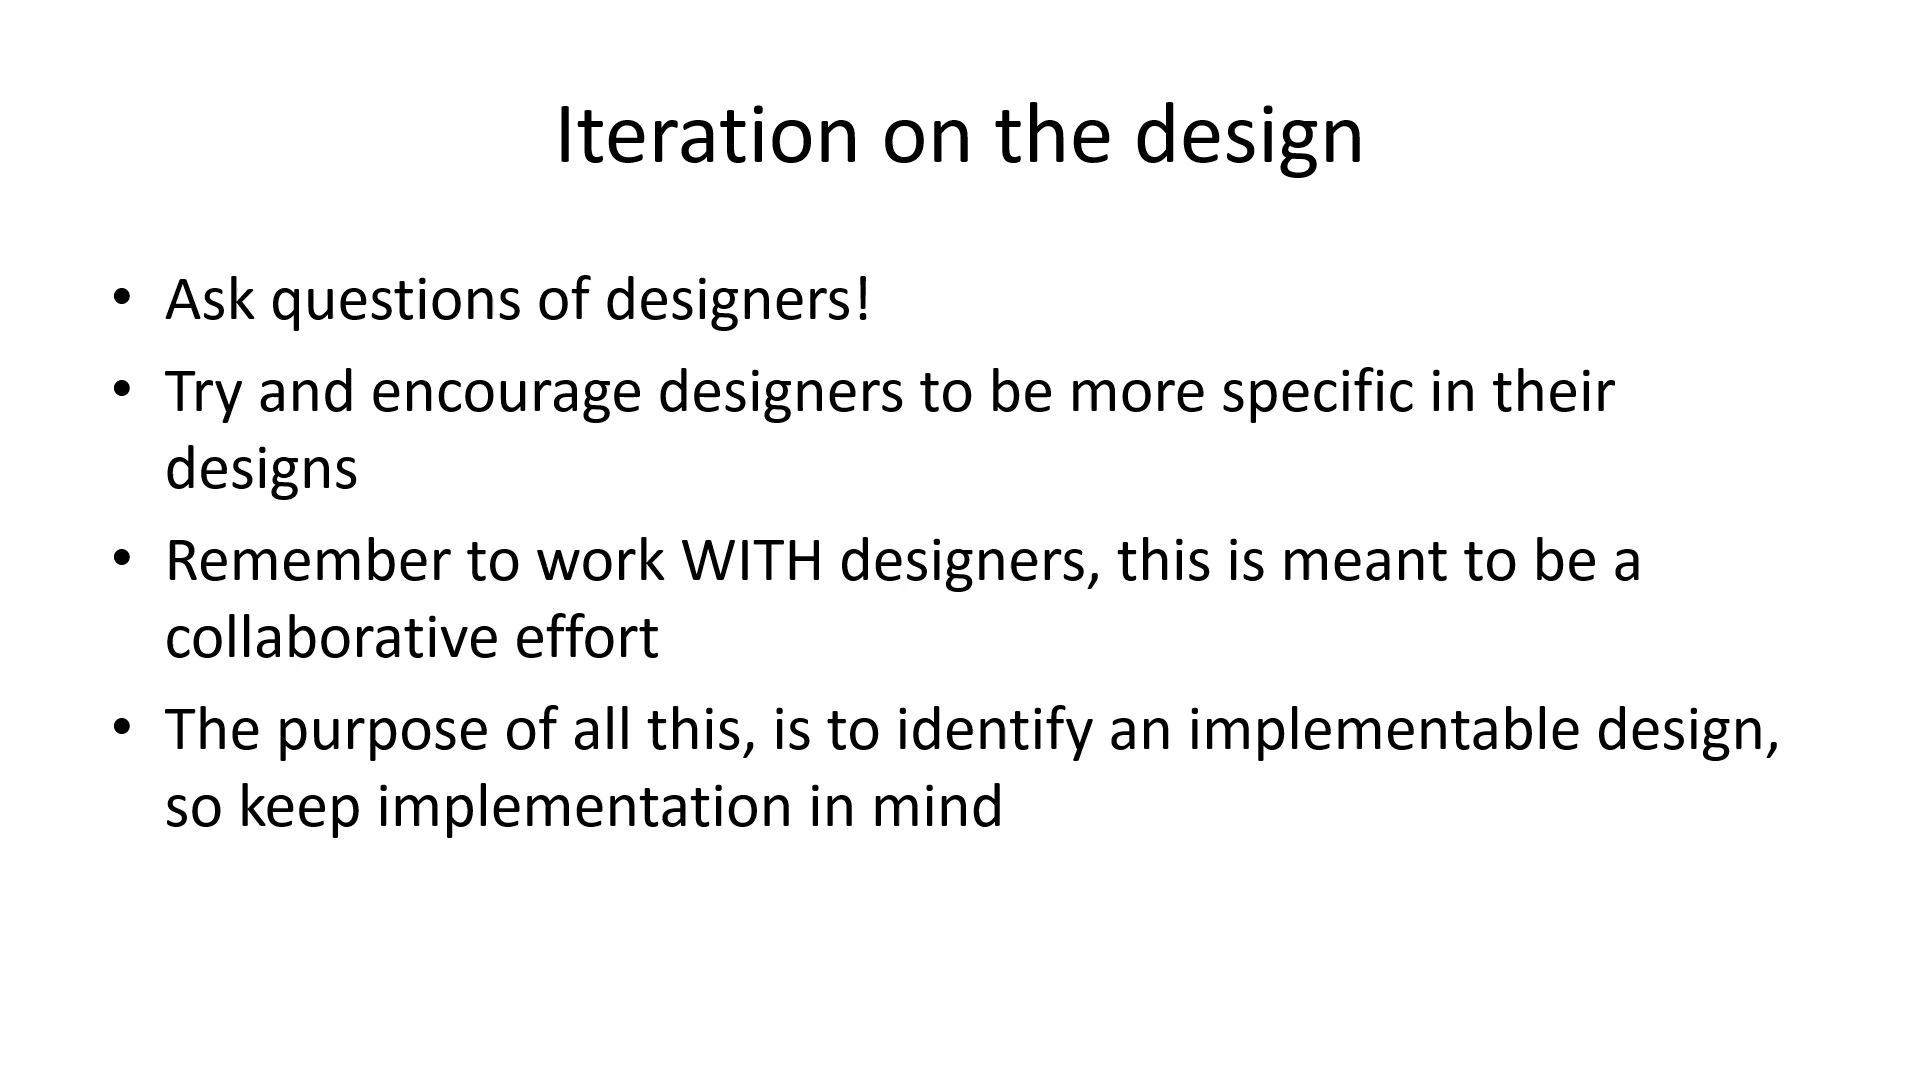 Iteration on the design
• Ask questions of designers!
• Try and encourage designers to be more specific in their
designs
• Remember to work WITH designers, this is meant to be a
collaborative effort
• The purpose of all this, is to identify an implementable design,
so keep implementation in mind